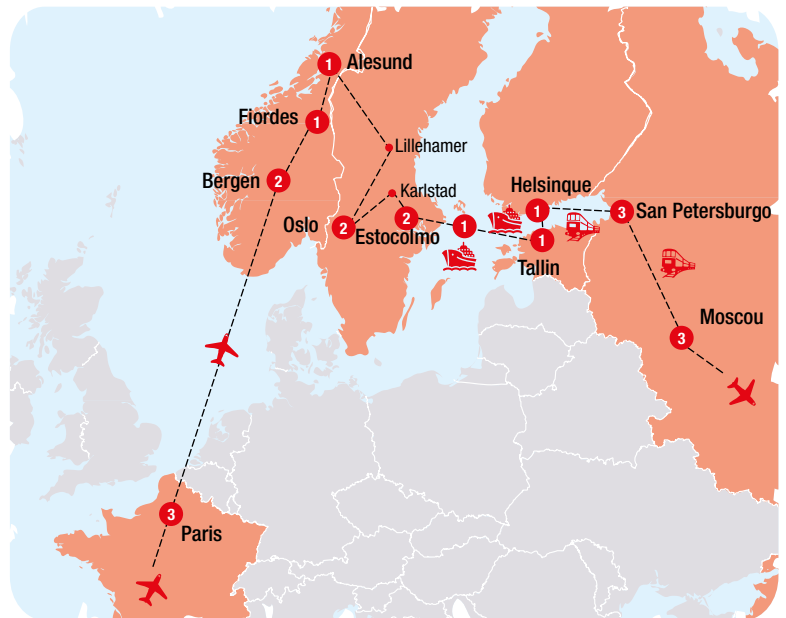 1 Alesund
Fiordes 1
Lillehamer
Bergen 2
Karlstad
Helsinque
Oslo 2
2
Estocolmo
1
1
3 San Petersburgo
1
Tallin
Moscou
3
3
Paris